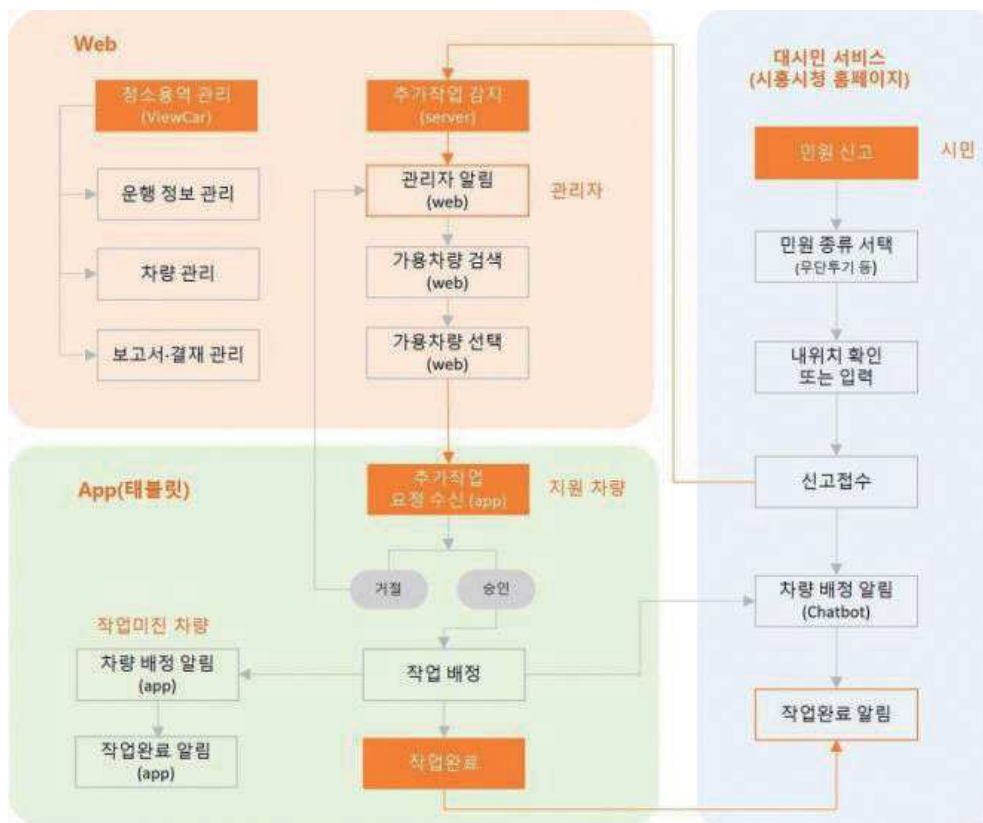 Web
청소용역 관리
(ViewCar)
운행 정보 관리
차량 관리
보고서·결재 관리
추가작업 감지
(server)
관리자 알림
(web)
관리자
가용차량 검색
(web)
가용차량 선택
(web)
App(태블릿)
추가작업
요청 수신 (app)
지원 차량
거절
승인
작업미진 차량
차량 배정 알림
(app)
작업완료 알림
(app)
작업 배정
작업완료
대시민 서비스
(시흥시청 홈페이지)
민원 신고
시민
민원 종류 서택
(무단투기 등)
내위치 확인
또는 입력
신고접수
차량 배정 알림
(Chatbot)
작업완료 알림